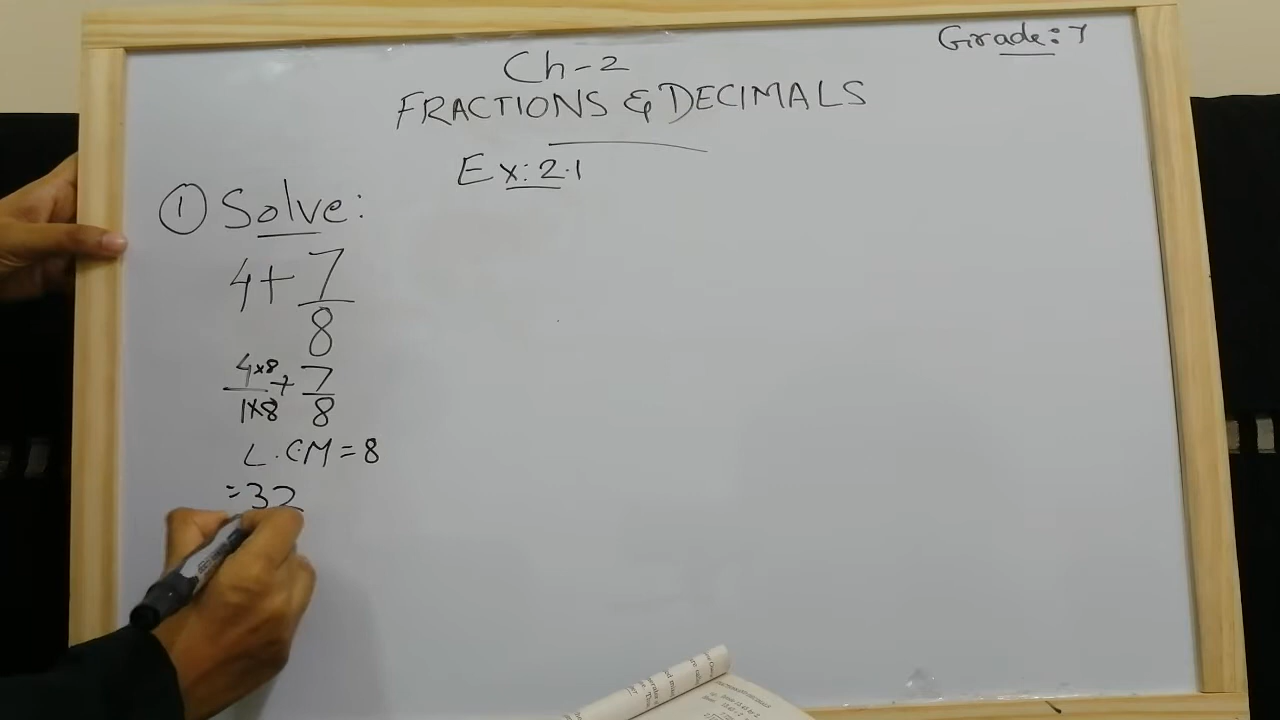 Grade: 7
Ch-2
FRACTIONS & DECIMALS
Ex: 2.1
① Solve:
4 + 7/8
4×8/1×8 + 7/8
L.CM = 8
= 32